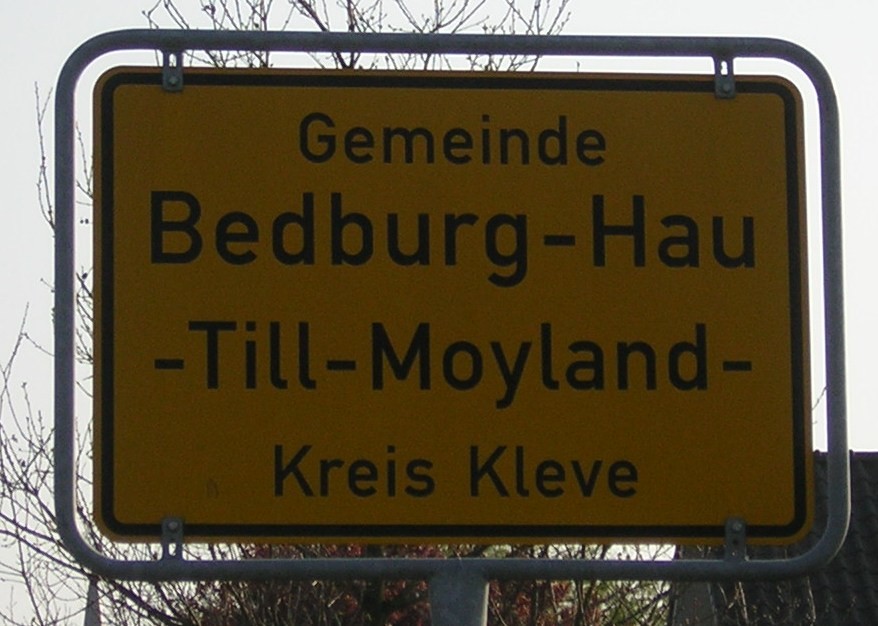 Gemeinde
Bedburg-Hau
-Till-Moyland-
Kreis Kleve